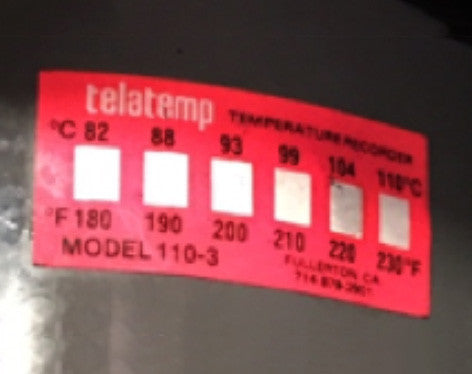 telatemp TEMPERATURE RECORDER
°C 82 88 93 99 104 110°C
°F 180 190 200 210 220 230°F
MODEL 110-3
FULLERTON, CA